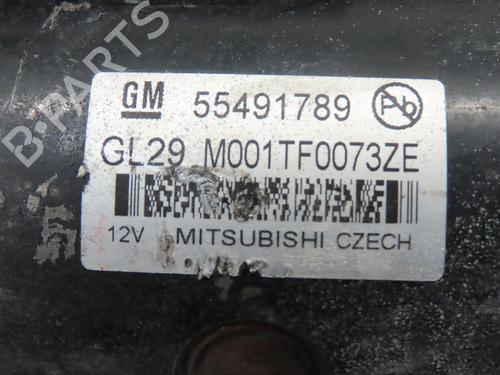 B-PARTS
GM 55491789 Pb
GL29 M001TF0073ZE
12V MITSUBISHI CZECH